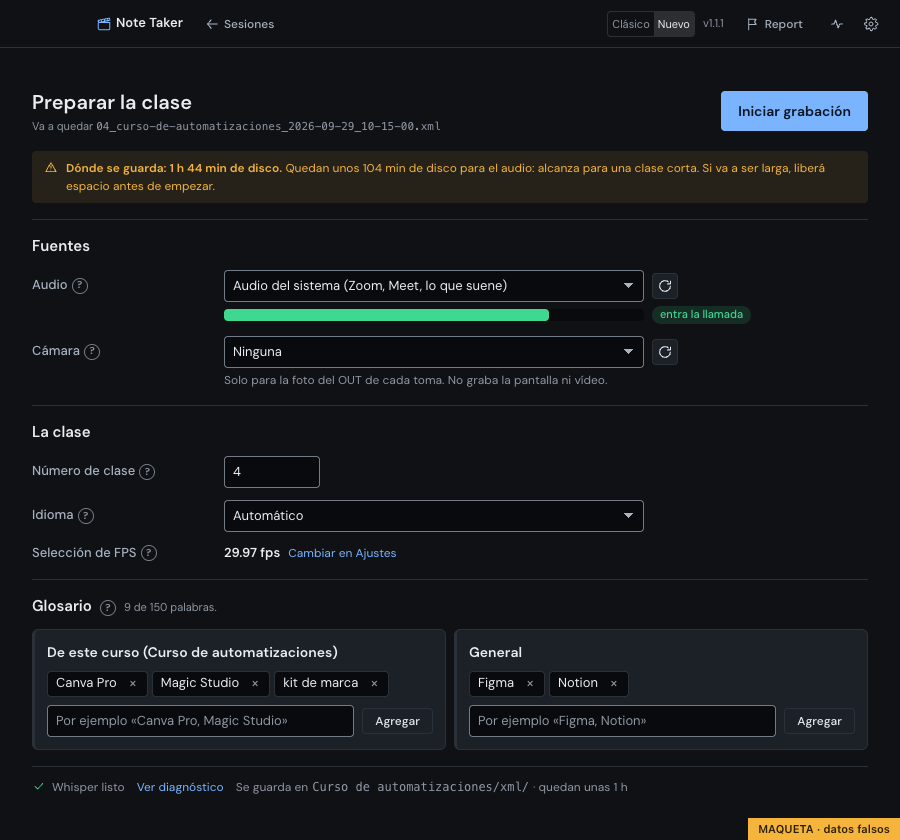 Note Taker
← Sesiones
Clásico Nuevo v1.1.1
Report
Preparar la clase
Va a quedar 04_curso-de-automatizaciones_2026-09-29_10-15-00.xml
Iniciar grabación
Dónde se guarda: 1 h 44 min de disco. Quedan unos 104 min de disco para el audio: alcanza para una clase corta. Si va a ser larga, liberá
espacio antes de empezar.
Fuentes
Audio ?
Audio del sistema (Zoom, Meet, lo que suene)
entra la llamada
Cámara ?
Ninguna
Solo para la foto del OUT de cada toma. No graba la pantalla ni vídeo.
La clase
Número de clase ?
4
Idioma ?
Automático
Selección de FPS ?
29.97 fps Cambiar en Ajustes
Glosario ? 9 de 150 palabras.
De este curso (Curso de automatizaciones)
Canva Pro × Magic Studio × kit de marca ×
Por ejemplo «Canva Pro, Magic Studio»
Agregar
General
Figma × Notion ×
Por ejemplo «Figma, Notion»
Agregar
Whisper listo Ver diagnóstico Se guarda en Curso de automatizaciones/xml/ · quedan unas 1 h
MAQUETA · datos falsos